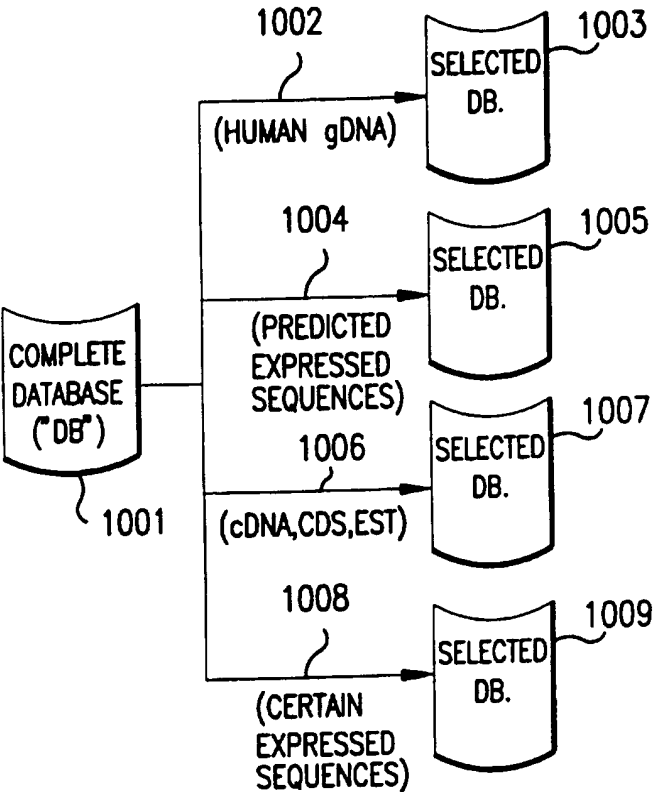 1002
1003
SELECTED
DB.
(HUMAN gDNA)
1004
1005
SELECTED
DB.
(PREDICTED
EXPRESSED
SEQUENCES)
COMPLETE
DATABASE
("DB")
1001
1006
1007
SELECTED
DB.
(cDNA,CDS,EST)
1008
1009
SELECTED
DB.
(CERTAIN
EXPRESSED
SEQUENCES)